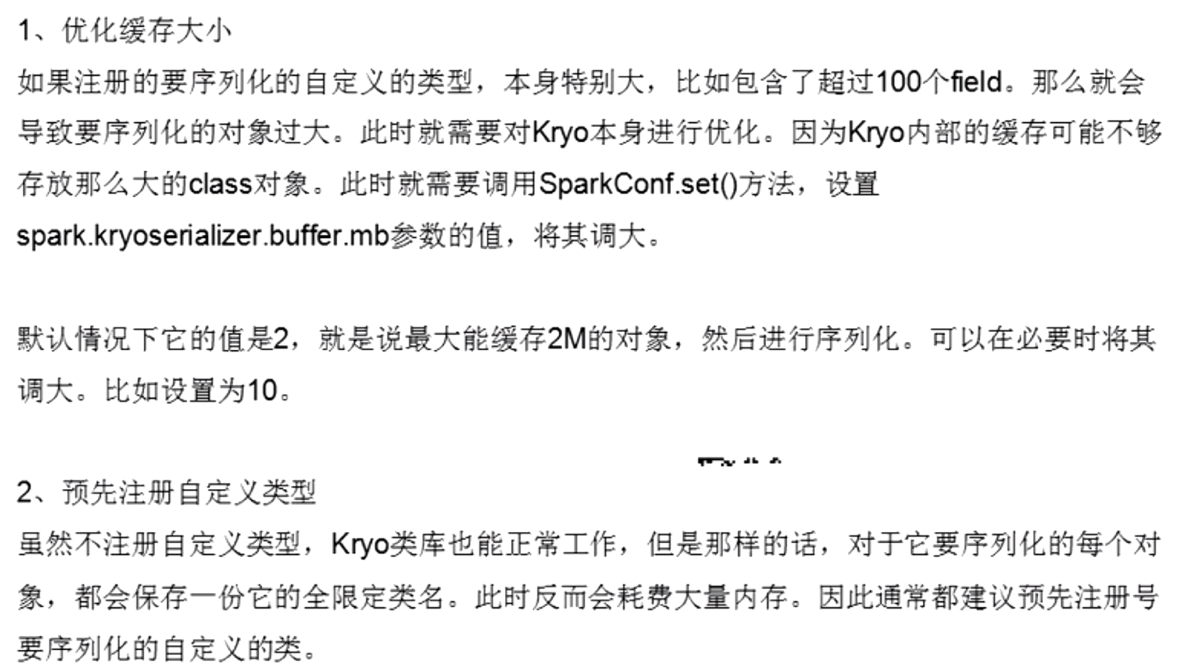 1、优化缓存大小
如果注册的要序列化的自定义的类型，本身特别大，比如包含了超过100个field。那么就会
导致要序列化的对象过大。此时就需要对Kryo本身进行优化。因为Kryo内部的缓存可能不够
存放那么大的class对象。此时就需要调用SparkConf.set()方法，设置
spark.kryoserializer.buffer.mb参数的值，将其调大。
默认情况下它的值是2，就是说最大能缓存2M的对象，然后进行序列化。可以在必要时将其
调大。比如设置为10。
2、预先注册自定义类型
虽然不注册自定义类型，Kryo类库也能正常工作，但是那样的话，对于它要序列化的每个对
象，都会保存一份它的全限定类名。此时反而会耗费大量内存。因此通常都建议预先注册号
要序列化的自定义的类。